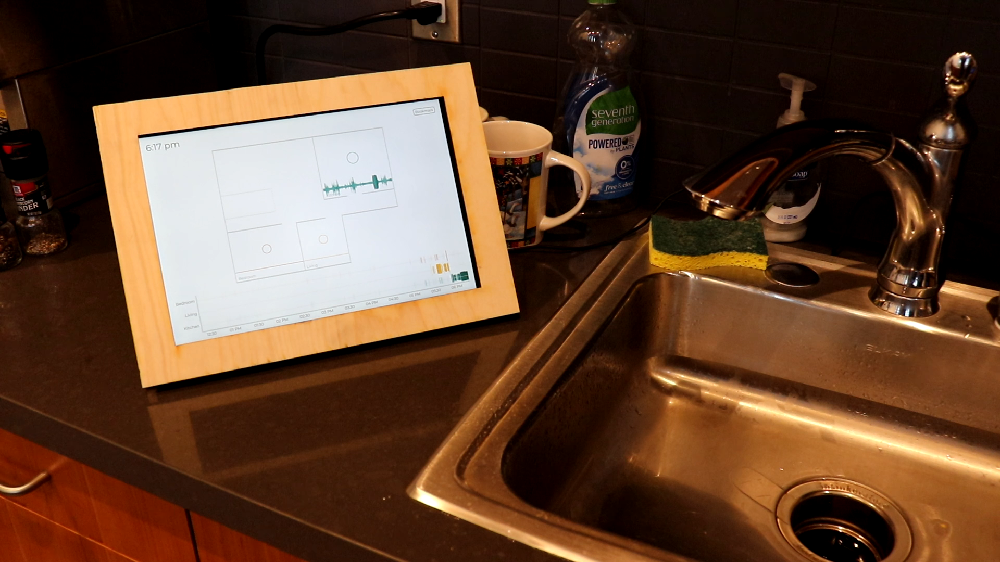 Bookmark
6:17 pm
Kitchen
Bedroom
Living
Bedroom
Living
Kitchen
12:30
01 PM
01:30
02 PM
02:30
03 PM
03:30
04 PM
04:30
05 PM
05:30
06 PM
seventh
generation
POWERED
by PLANTS
0%
free & clear
BLACK
PEPPERCORN
GRINDER
ELKAY